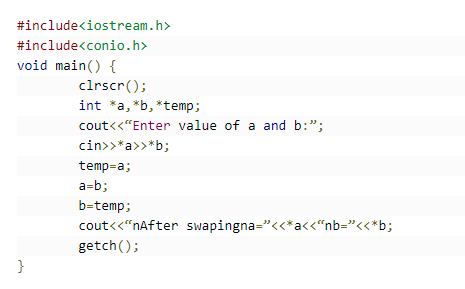 #include<iostream.h>
#include<conio.h>
void main() {
clrscr();
int *a,*b,*temp;
cout<<“Enter value of a and b:”;
cin>>*a>>*b;
temp=a;
a=b;
b=temp;
cout<<“nAfter swapingna=”<<*a<<“nb=”<<*b;
getch();
}